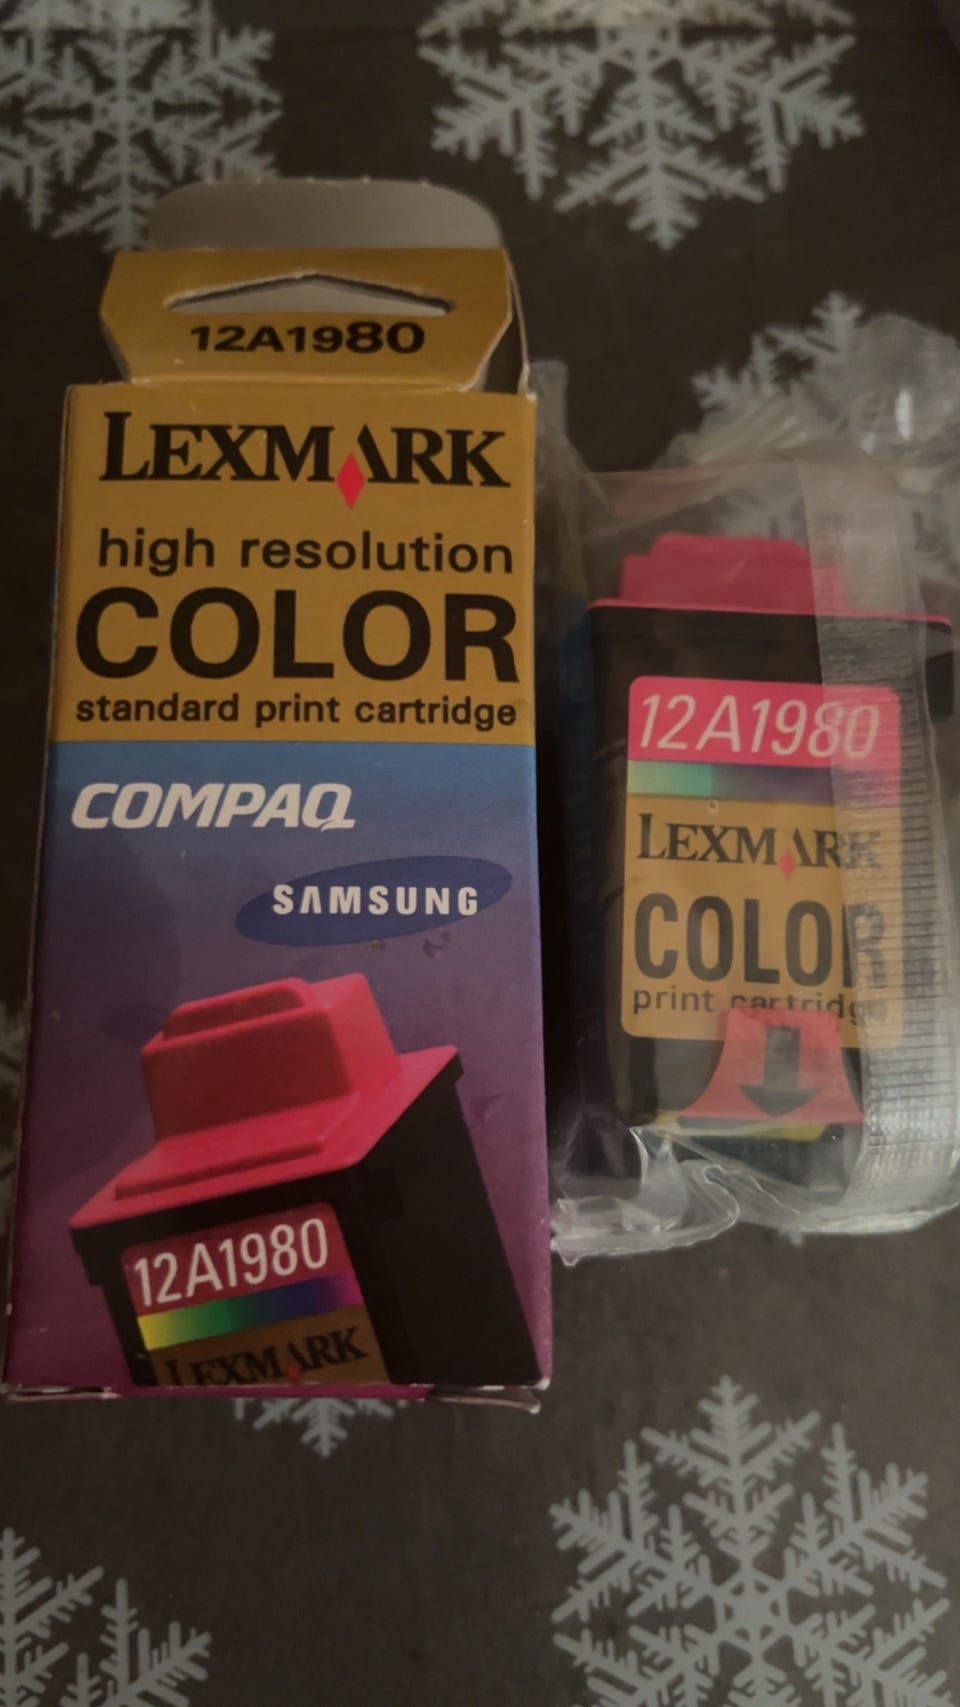 12A1980
LEXMARK
high resolution
COLOR
standard print cartridge
COMPAQ
SAMSUNG
12A1980
LEXMARK
12A1980
LEXMARK
COLOR
print cartridge